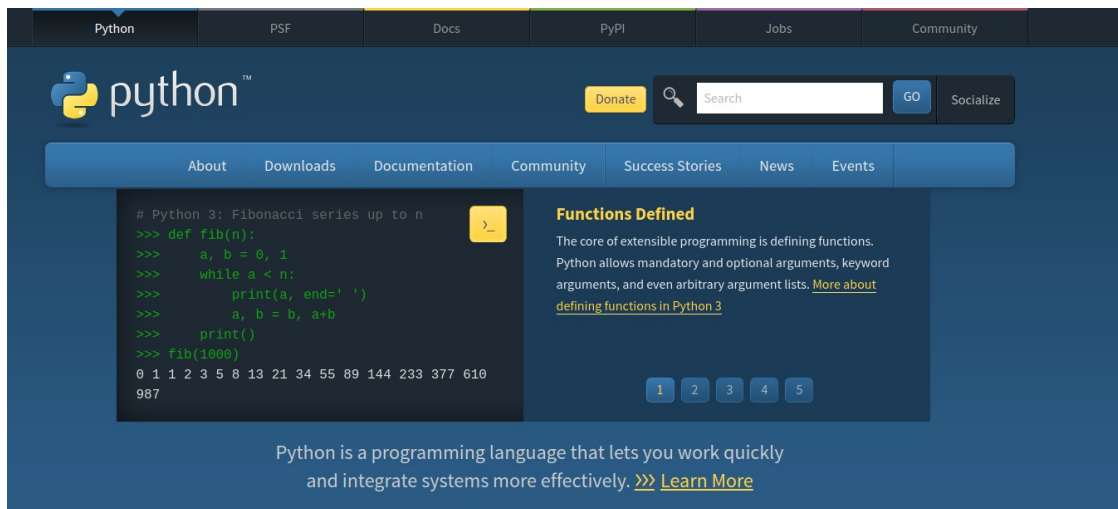 Python PSF Docs PyPI Jobs Community
python™
Donate Search GO Socialize
About Downloads Documentation Community Success Stories News Events
# Python 3: Fibonacci series up to n
>>> def fib(n):
>>>     a, b = 0, 1
>>>     while a < n:
>>>         print(a, end=' ')
>>>         a, b = b, a+b
>>>     print()
>>> fib(1000)
0 1 1 2 3 5 8 13 21 34 55 89 144 233 377 610
987
>_
Functions Defined
The core of extensible programming is defining functions.
Python allows mandatory and optional arguments, keyword
arguments, and even arbitrary argument lists. More about
defining functions in Python 3
1 2 3 4 5
Python is a programming language that lets you work quickly
and integrate systems more effectively. >>> Learn More